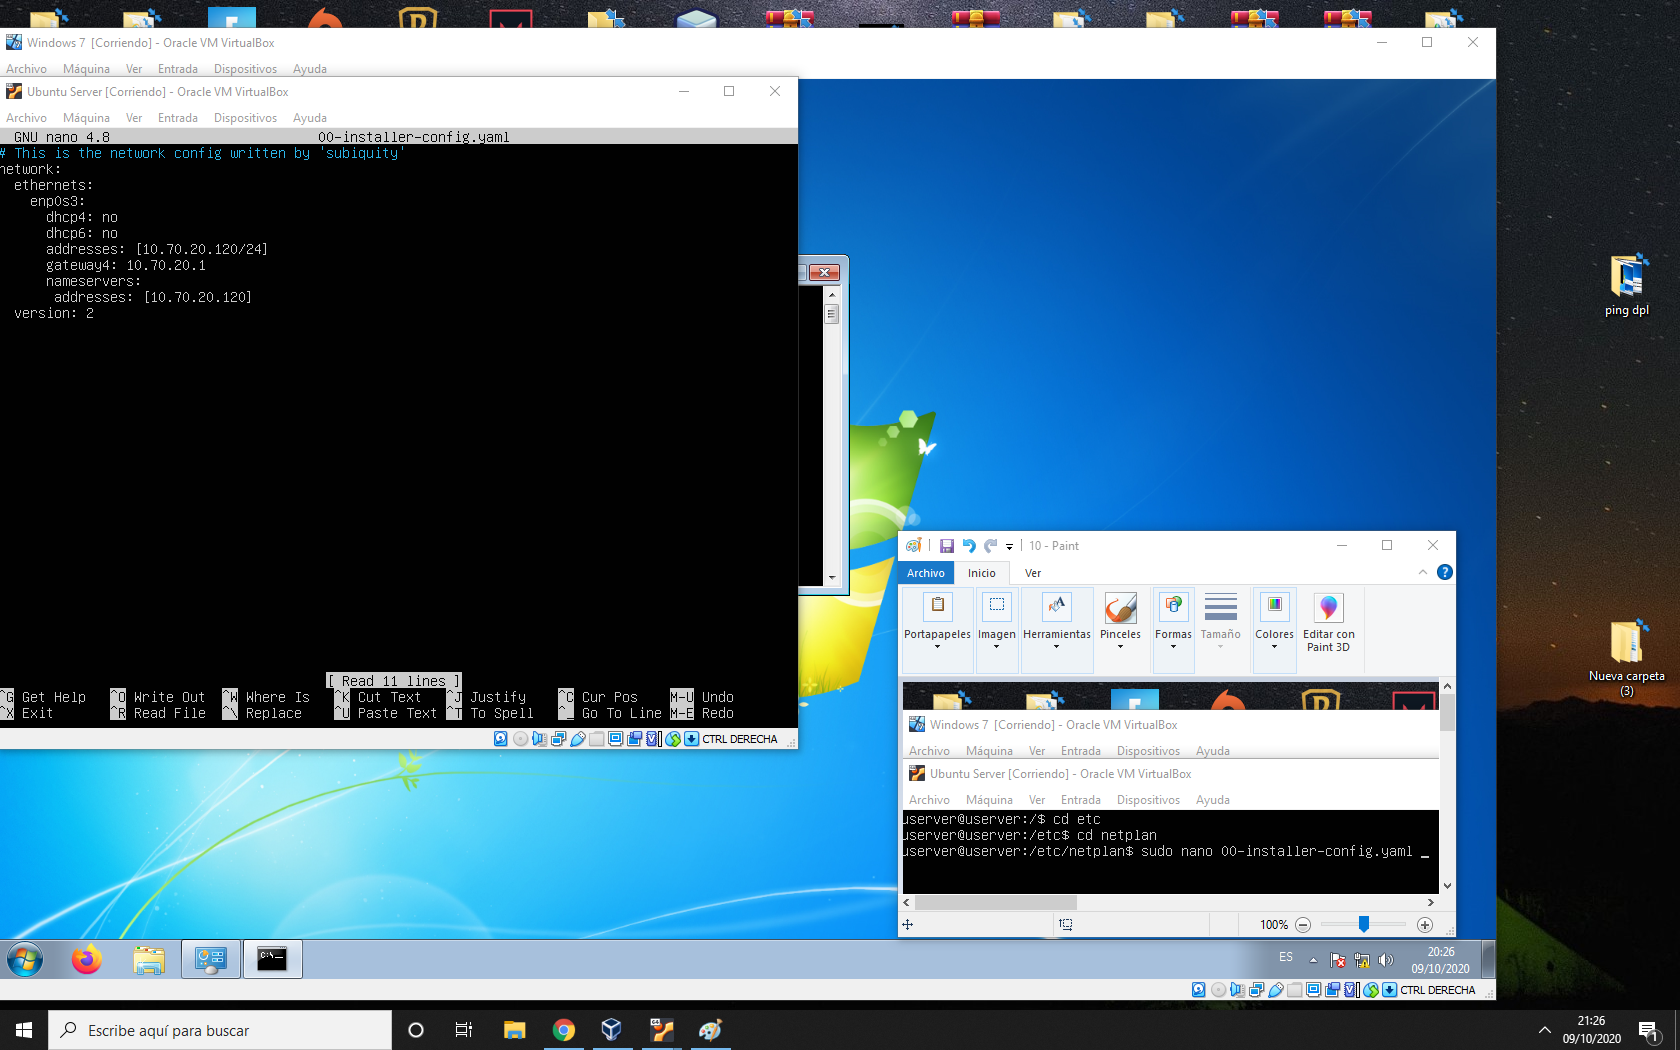 Windows 7 [Corriendo] - Oracle VM VirtualBox
Archivo Máquina Ver Entrada Dispositivos Ayuda
Ubuntu Server [Corriendo] - Oracle VM VirtualBox
Archivo Máquina Ver Entrada Dispositivos Ayuda
GNU nano 4.8 00-installer-config.yaml
# This is the network config written by 'subiquity'
network:
ethernets:
enp0s3:
dhcp4: no
dhcp6: no
addresses: [10.70.20.120/24]
gateway4: 10.70.20.1
nameservers:
addresses: [10.70.20.120]
version: 2
[ Read 11 lines ]
^G Get Help ^O Write Out ^W Where Is ^K Cut Text ^J Justify ^C Cur Pos M-U Undo
^X Exit ^R Read File ^\ Replace ^U Paste Text ^T To Spell ^_ Go To Line M-E Redo
CTRL DERECHA
ping dpl
Nueva carpeta
(3)
10 - Paint
Archivo Inicio Ver
Portapapeles Imagen Herramientas Pinceles Formas Tamaño Colores Editar con
Paint 3D
Windows 7 [Corriendo] - Oracle VM VirtualBox
Archivo Máquina Ver Entrada Dispositivos Ayuda
Ubuntu Server [Corriendo] - Oracle VM VirtualBox
Archivo Máquina Ver Entrada Dispositivos Ayuda
userver@userver:/$ cd etc
userver@userver:/etc$ cd netplan
userver@userver:/etc/netplan$ sudo nano 00-installer-config.yaml _
100%
C:\
ES
20:26
09/10/2020
CTRL DERECHA
Escribe aquí para buscar
21:26
09/10/2020
1